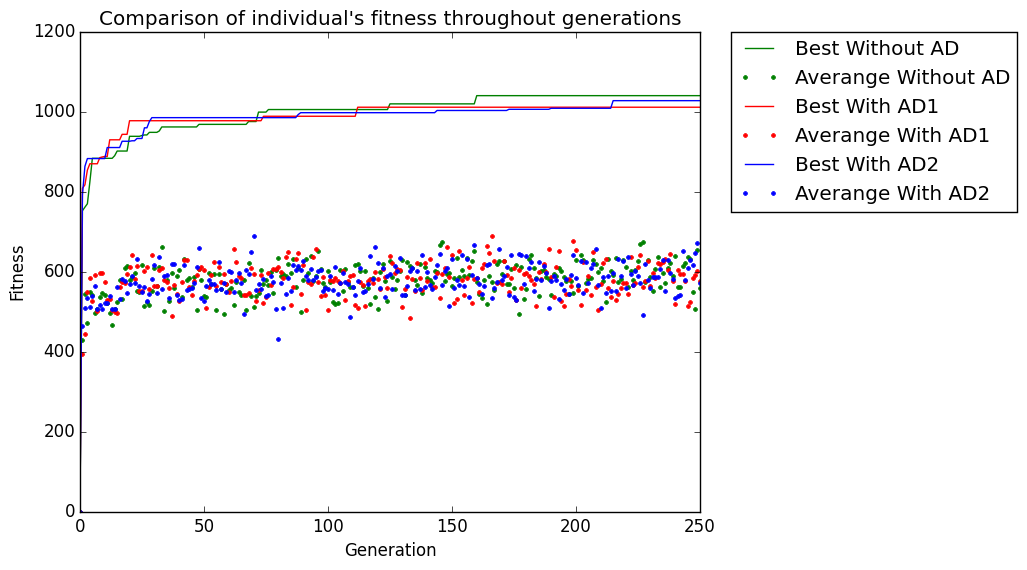 Comparison of individual's fitness throughout generations
1200
1000
800
600
400
200
0
Fitness
0 50 100 150 200 250
Generation
Best Without AD
Averange Without AD
Best With AD1
Averange With AD1
Best With AD2
Averange With AD2